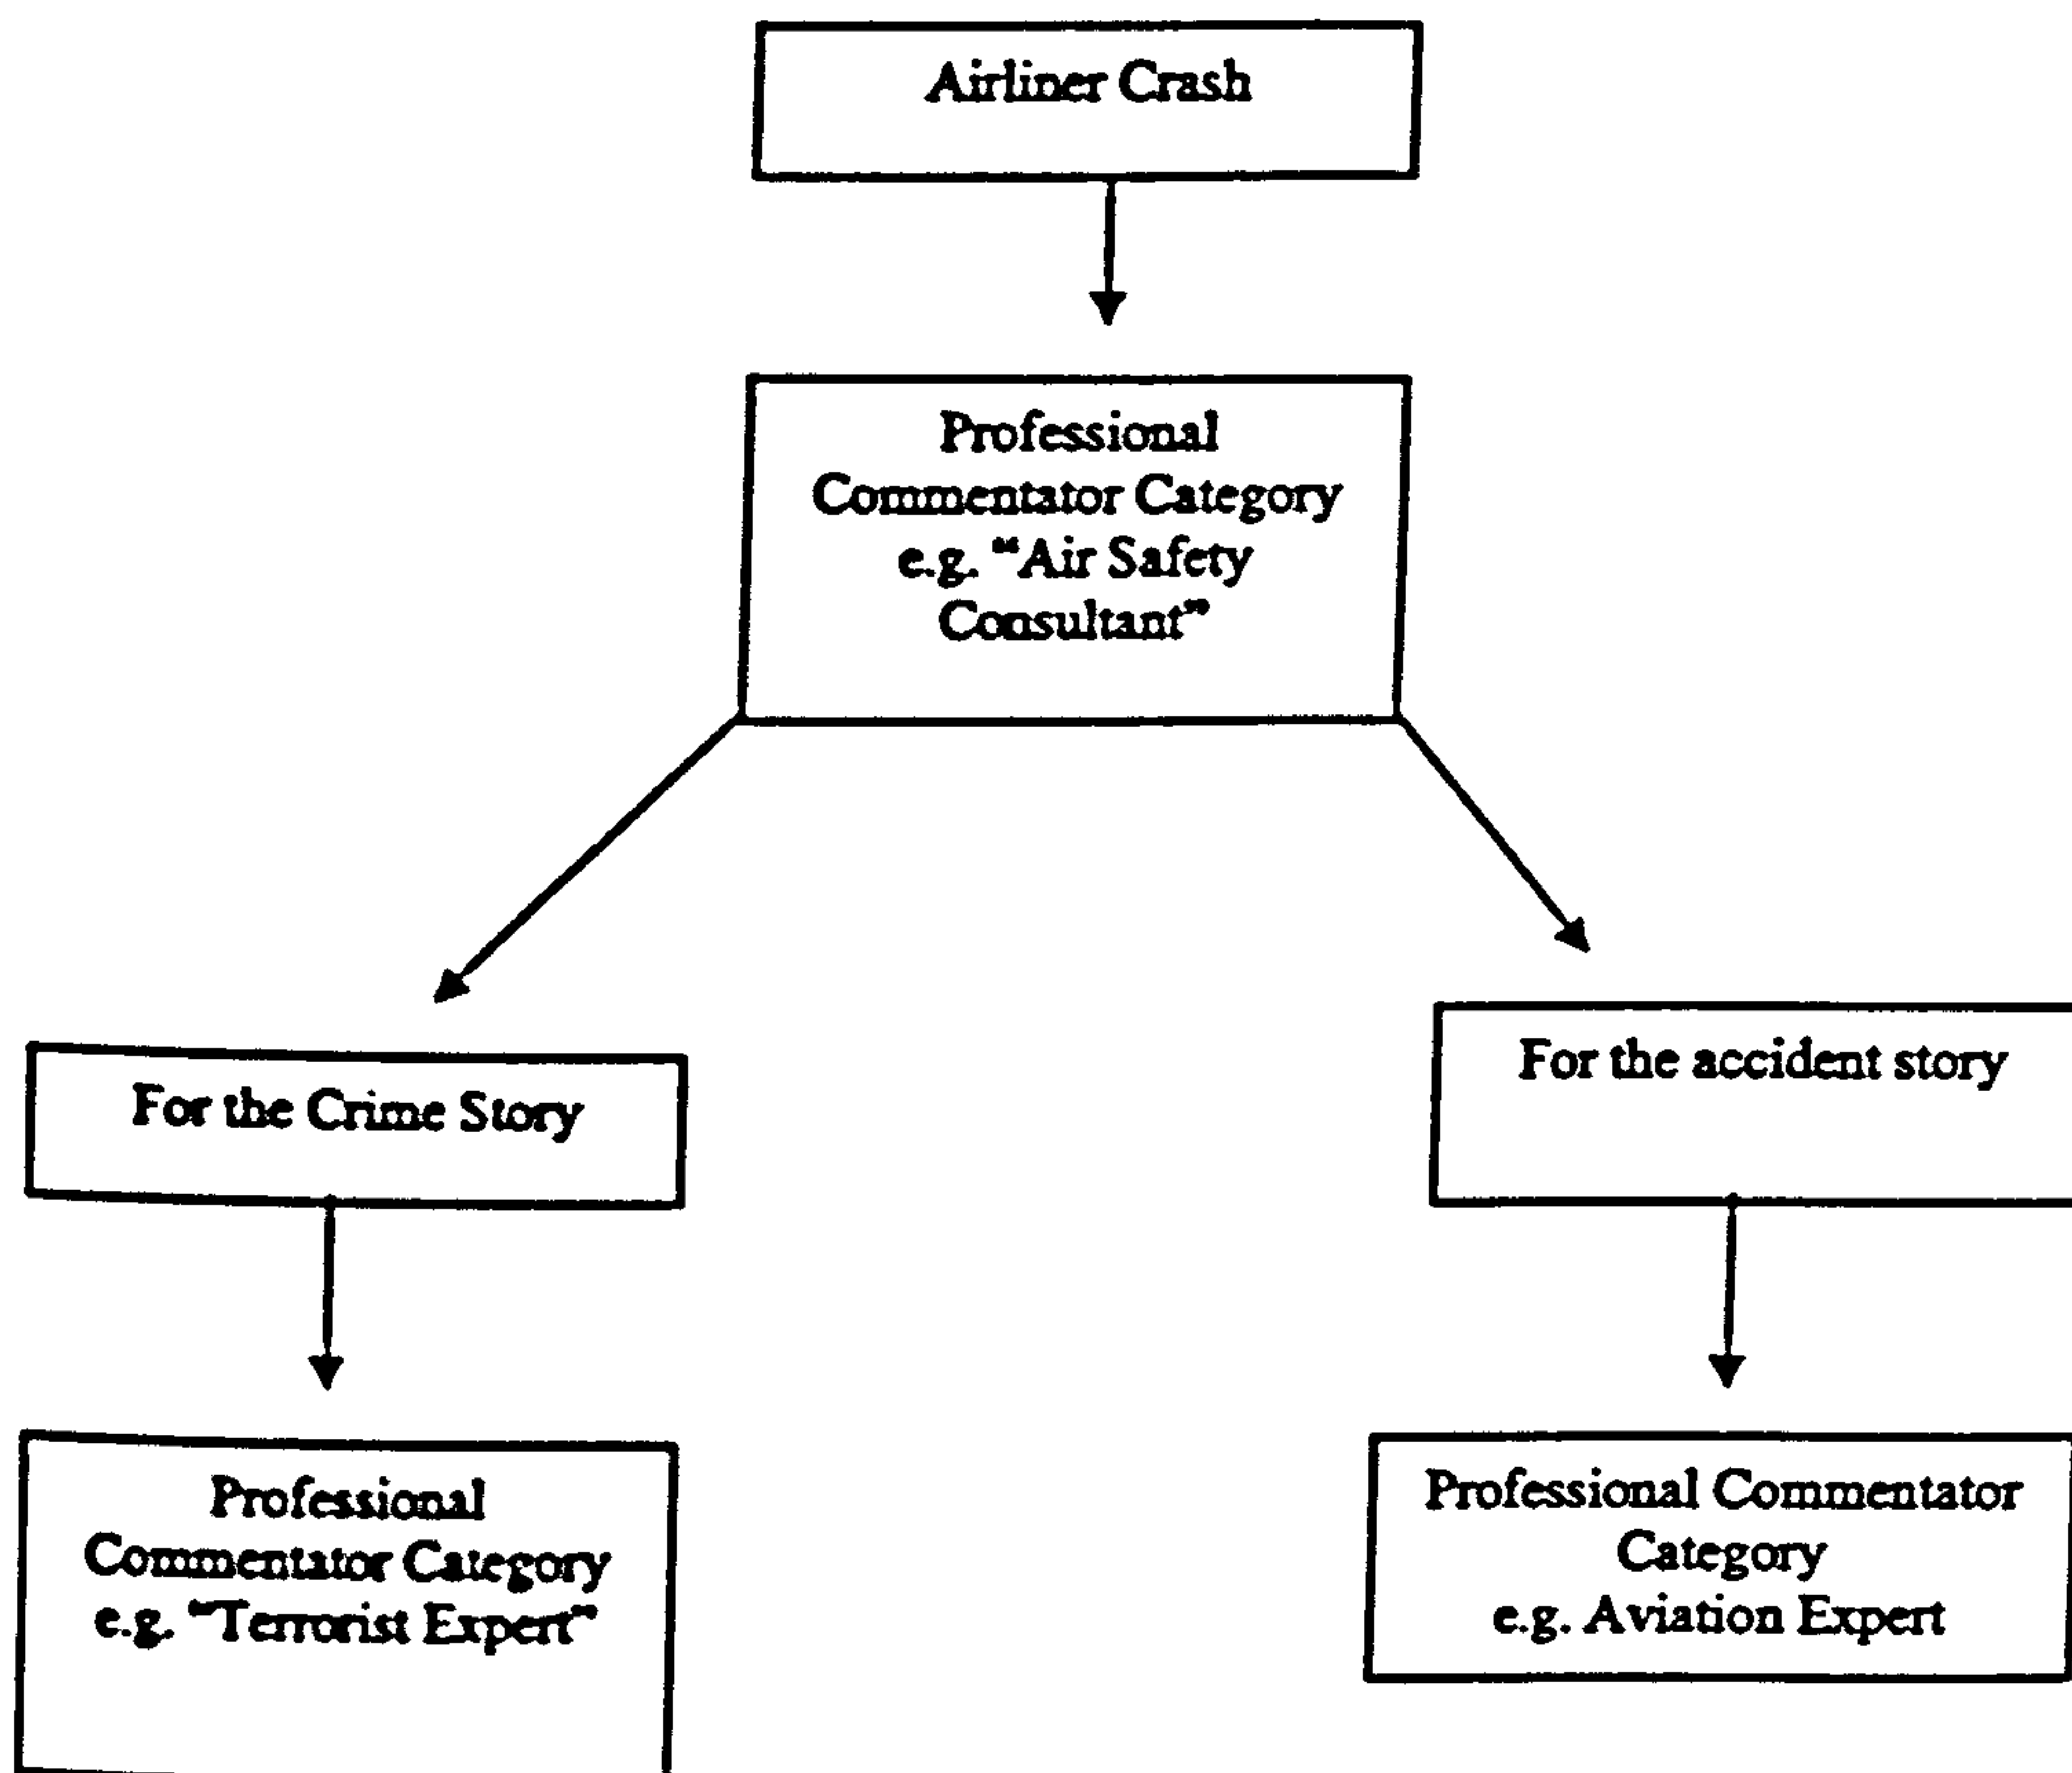 Airliner Crash
Professional
Commentator Category
e.g. “Air Safety
Consultant”
For the Crime Story
For the accident story
Professional
Commentator Category
e.g. “Terrorist Expert”
Professional Commentator
Category
e.g. Aviation Expert